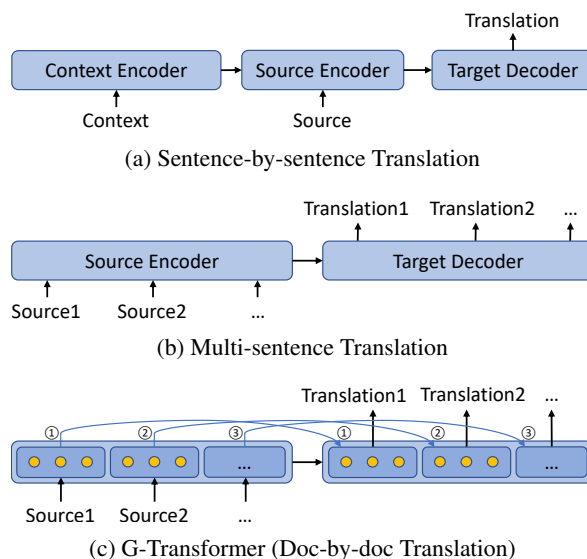 Translation
Context Encoder Source Encoder Target Decoder
Context Source
(a) Sentence-by-sentence Translation
Translation1 Translation2 ...
Source Encoder Target Decoder
Source1 Source2 ...
(b) Multi-sentence Translation
Translation1 Translation2 ...
① ② ③ ① ② ③
... ...
Source1 Source2 ...
(c) G-Transformer (Doc-by-doc Translation)